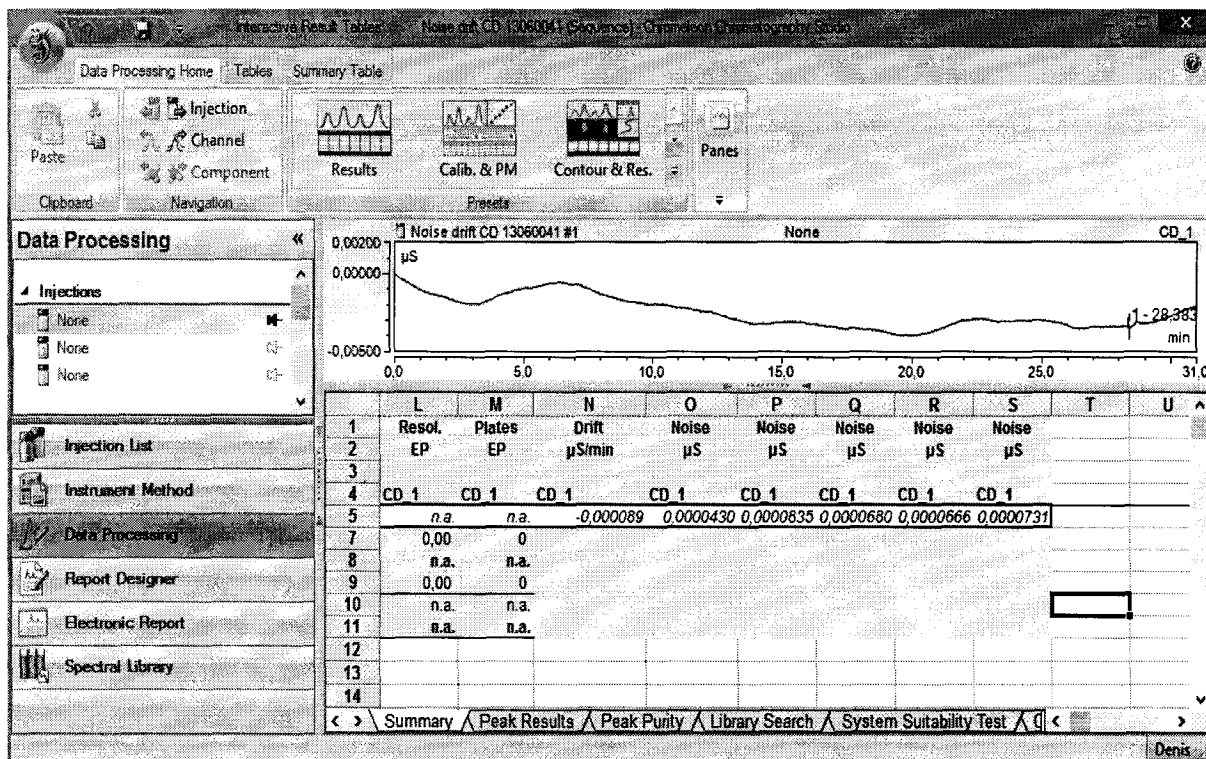 Interactive Result Tables Noise drift CD 13060041 (Sequence) - Chromeleon Chromatography Studio
Data Processing Home Tables Summary Table
Paste
Injection
Channel
Component
Results
Calib. & PM
Contour & Res.
Panes
Clipboard Navigation Presets
Data Processing «
Injections
None
None
None
Injection List
Instrument Method
Data Processing
Report Designer
Electronic Report
Spectral Library
Noise drift CD 13060041 #1 None CD_1
0,00200
µS
0,00000
1 - 28,383
min
-0,00500
0,0 5,0 10,0 15,0 20,0 25,0 31,0
L M N O P Q R S T U
1 Resol. Plates Drift Noise Noise Noise Noise Noise
2 EP EP µS/min µS µS µS µS µS
3
4 CD_1 CD_1 CD_1 CD_1 CD_1 CD_1 CD_1 CD_1
5 n.a. n.a. -0,000089 0,0000430 0,0000835 0,0000680 0,0000666 0,0000731
7 0,00 0
8 n.a. n.a.
9 0,00 0
10 n.a. n.a.
11 n.a. n.a.
12
13
14
Summary Peak Results Peak Purity Library Search System Suitability Test
Denis